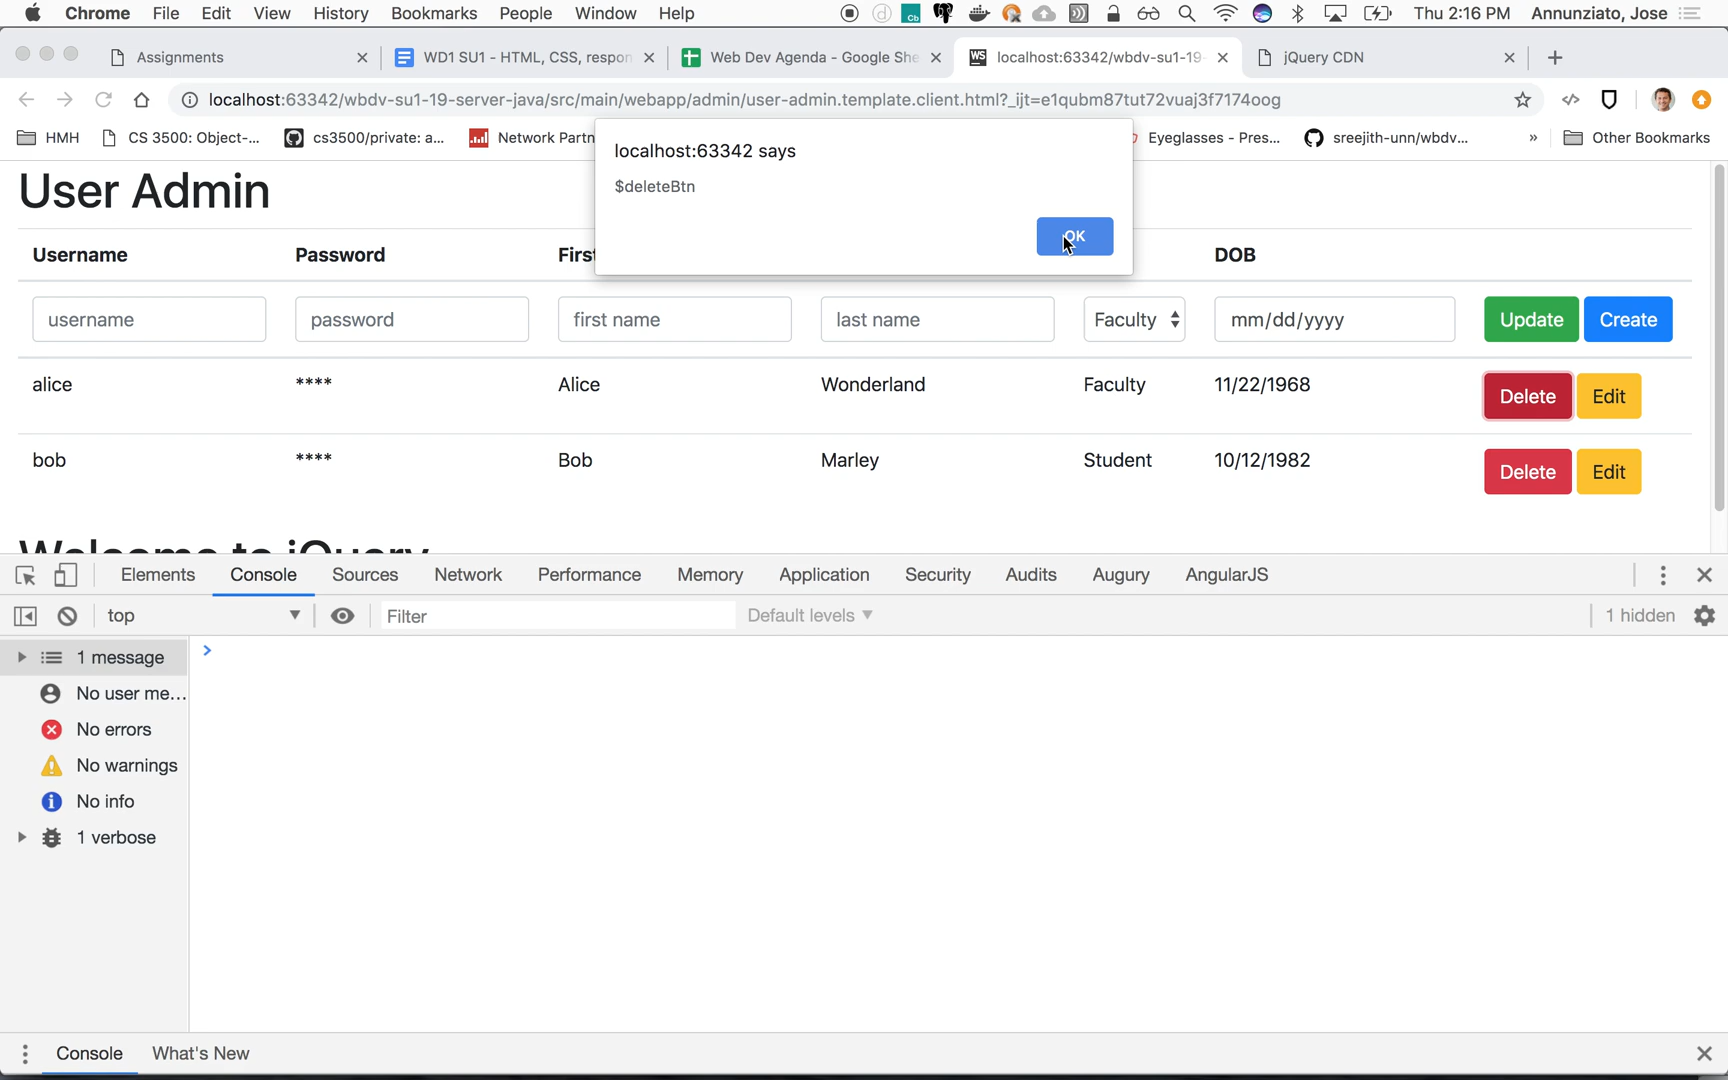 Chrome File Edit View History Bookmarks People Window Help Cb Thu 2:16 PM Annunziato, Jose
Assignments WD1 SU1 - HTML, CSS, respon Web Dev Agenda - Google She WS localhost:63342/wbdv-su1-19- jQuery CDN
localhost:63342/wbdv-su1-19-server-java/src/main/webapp/admin/user-admin.template.client.html?_ijt=e1qubm87tut72vuaj3f7174oog
HMH CS 3500: Object-... cs3500/private: a... Network Partn Eyeglasses - Pres... sreejith-unn/wbdv... » Other Bookmarks
localhost:63342 says
$deleteBtn
OK
User Admin
Username Password First DOB
username password first name last name Faculty mm/dd/yyyy Update Create
alice **** Alice Wonderland Faculty 11/22/1968 Delete Edit
bob **** Bob Marley Student 10/12/1982 Delete Edit
Welcome to jQuery
Elements Console Sources Network Performance Memory Application Security Audits Augury AngularJS
top Filter Default levels 1 hidden
1 message
No user me...
No errors
No warnings
No info
1 verbose
Console What's New